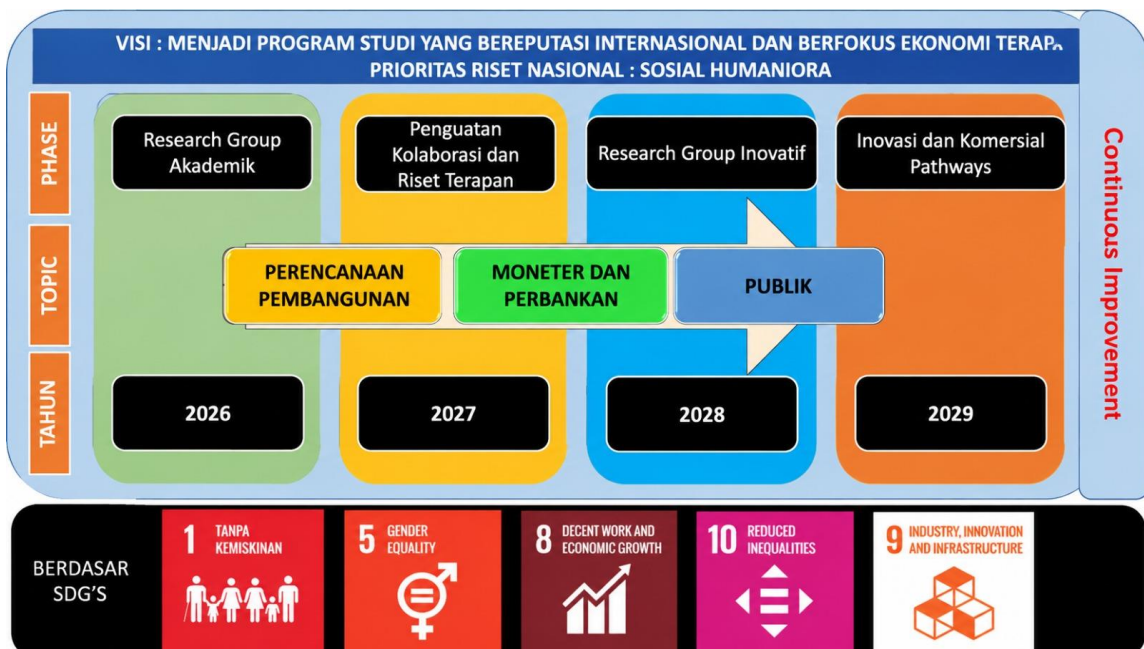 VISI : MENJADI PROGRAM STUDI YANG BEREPUTASI INTERNASIONAL DAN BERFOKUS EKONOMI
PRIORITAS RISET NASIONAL : SOSIAL HUMANIORA
PHASE
Research Group
Akademik
Penguatan
Kolaborasi dan
Riset Terapan
Research Group Inovatif
Inovasi dan Komersial
Pathways
TOPIC
PERENCANAAN
PEMBANGUNAN
MONETER DAN
PERBANKAN
PUBLIK
TAHUN
2026
2027
2028
2029
Continuous Improvement
BERDASAR
SDG'S
1 TANPA
KEMISKINAN
5 GENDER
EQUALITY
8 DECENT WORK AND
ECONOMIC GROWTH
10 REDUCED
INEQUALITIES
9 INDUSTRY, INNOVATION
AND INFRASTRUCTURE